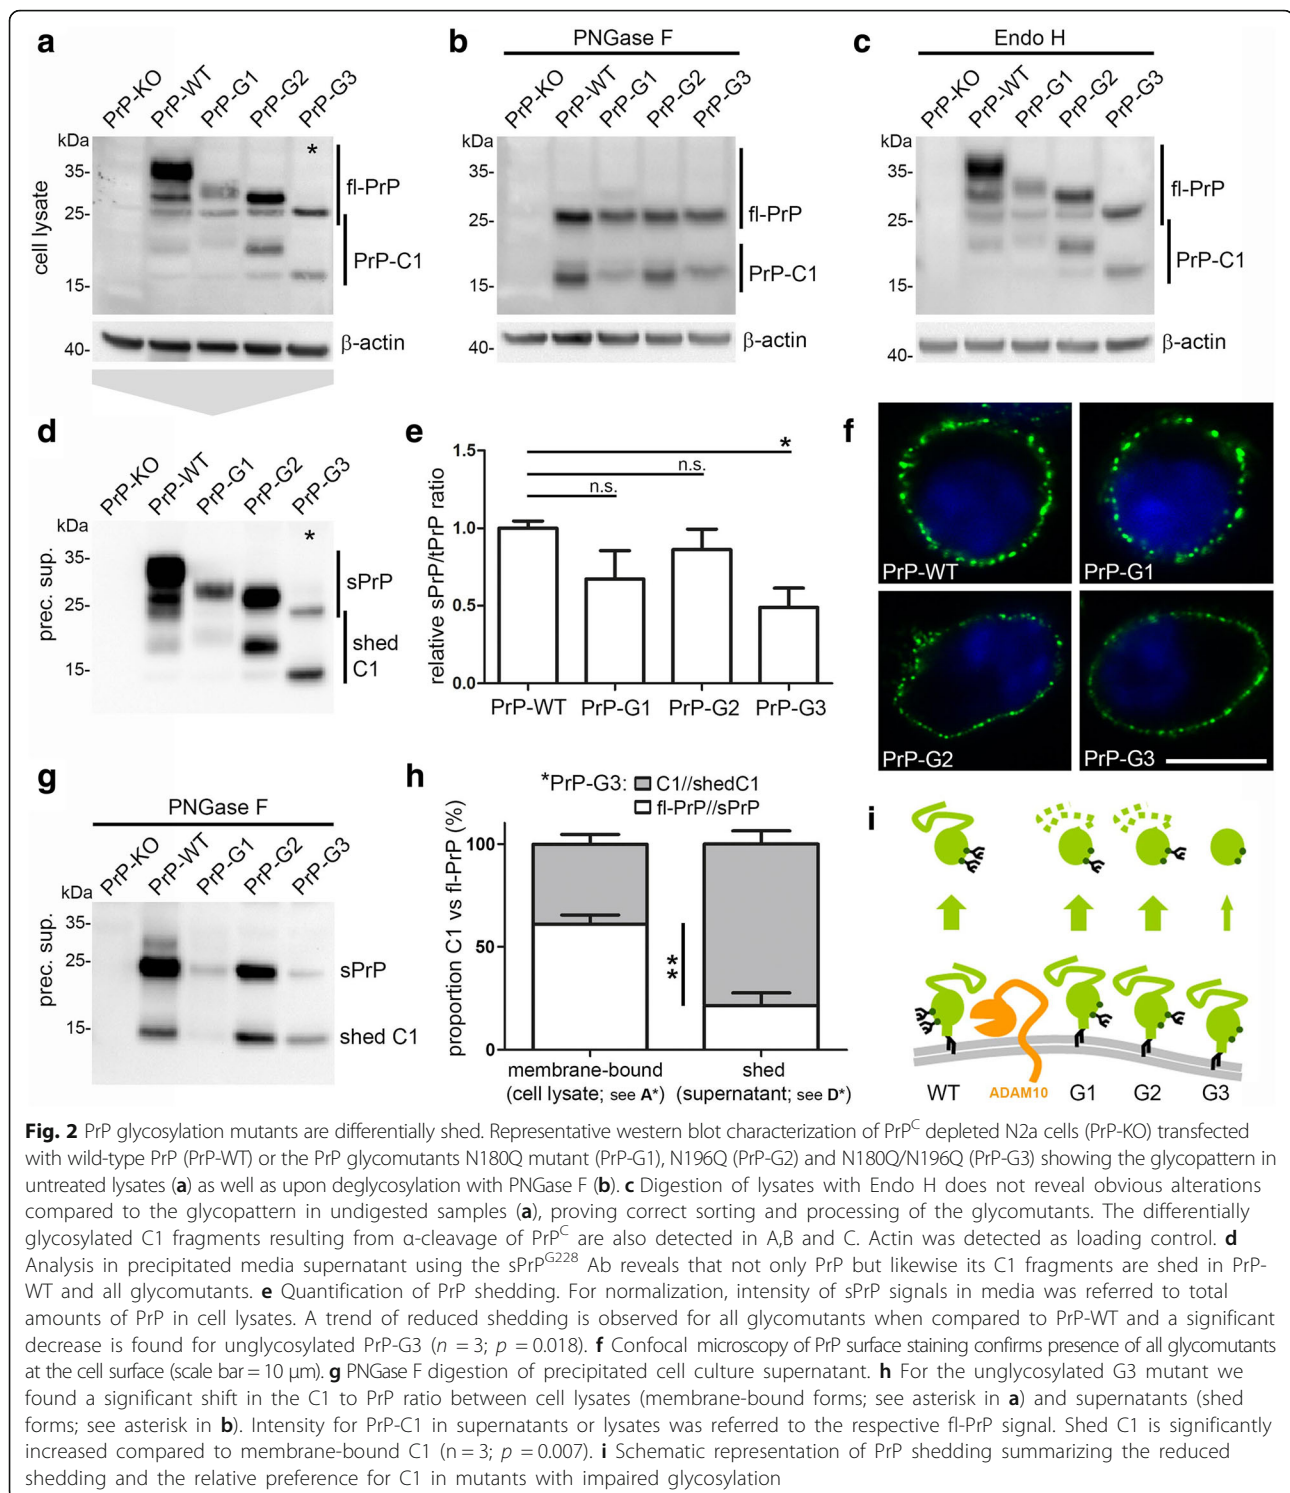 a
PrP-KO
PrP-WT
PrP-G1
PrP-G2
PrP-G3
kDa
*
35-
25-
15-
fl-PrP
PrP-C1
cell lysate
40-
β-actin
b
PNGase F
PrP-KO
PrP-WT
PrP-G1
PrP-G2
PrP-G3
kDa
35-
25-
15-
fl-PrP
PrP-C1
40-
β-actin
c
Endo H
PrP-KO
PrP-WT
PrP-G1
PrP-G2
PrP-G3
kDa
35-
25-
15-
fl-PrP
PrP-C1
40-
β-actin
d
PrP-KO
PrP-WT
PrP-G1
PrP-G2
PrP-G3
kDa
*
35-
25-
15-
sPrP
shed
C1
prec. sup.
e
relative sPrP/tPrP ratio
1.5
1.0
0.5
0.0
*
n.s.
n.s.
PrP-WT
PrP-G1
PrP-G2
PrP-G3
f
PrP-WT
PrP-G1
PrP-G2
PrP-G3
g
PNGase F
PrP-KO
PrP-WT
PrP-G1
PrP-G2
PrP-G3
kDa
35-
25-
15-
sPrP
shed C1
prec. sup.
h
*PrP-G3:
C1//shedC1
fl-PrP//sPrP
proportion C1 vs fl-PrP (%)
100
50
0
**
membrane-bound
(cell lysate; see A*)
shed
(supernatant; see D*)
i
WT
ADAM10
G1
G2
G3
Fig. 2 PrP glycosylation mutants are differentially shed. Representative western blot characterization of PrP^C depleted N2a cells (PrP-KO) transfected
with wild-type PrP (PrP-WT) or the PrP glycomutants N180Q mutant (PrP-G1), N196Q (PrP-G2) and N180Q/N196Q (PrP-G3) showing the glycopattern in
untreated lysates (a) as well as upon deglycosylation with PNGase F (b). c Digestion of lysates with Endo H does not reveal obvious alterations
compared to the glycopattern in undigested samples (a), proving correct sorting and processing of the glycomutants. The differentially
glycosylated C1 fragments resulting from α-cleavage of PrP^C are also detected in A,B and C. Actin was detected as loading control. d
Analysis in precipitated media supernatant using the sPrP^G228 Ab reveals that not only PrP but likewise its C1 fragments are shed in PrP-
WT and all glycomutants. e Quantification of PrP shedding. For normalization, intensity of sPrP signals in media was referred to total
amounts of PrP in cell lysates. A trend of reduced shedding is observed for all glycomutants when compared to PrP-WT and a significant
decrease is found for unglycosylated PrP-G3 (n = 3; p = 0.018). f Confocal microscopy of PrP surface staining confirms presence of all glycomutants
at the cell surface (scale bar = 10 μm). g PNGase F digestion of precipitated cell culture supernatant. h For the unglycosylated G3 mutant we
found a significant shift in the C1 to PrP ratio between cell lysates (membrane-bound forms; see asterisk in a) and supernatants (shed
forms; see asterisk in b). Intensity for PrP-C1 in supernatants or lysates was referred to the respective fl-PrP signal. Shed C1 is significantly
increased compared to membrane-bound C1 (n = 3; p = 0.007). i Schematic representation of PrP shedding summarizing the reduced
shedding and the relative preference for C1 in mutants with impaired glycosylation